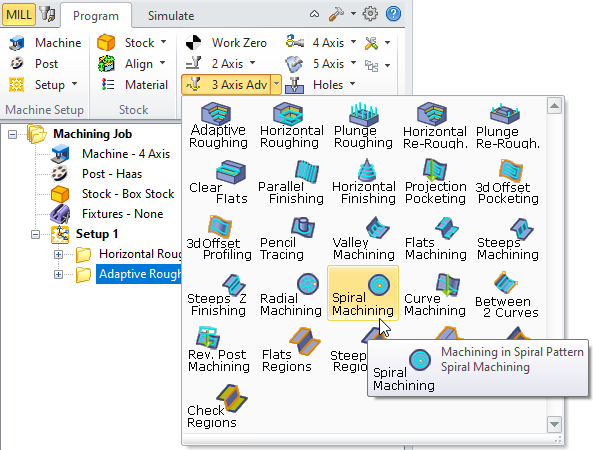 MILL Program Simulate
Machine Stock Work Zero 4 Axis
Post Align 2 Axis 5 Axis
Setup Material 3 Axis Adv Holes
Machine Setup Stock
Adaptive Roughing
Horizontal Roughing
Plunge Roughing
Horizontal Re-Rough.
Plunge Re-Rough.
Clear Flats
Parallel Finishing
Horizontal Finishing
Projection Pocketing
3d Offset Pocketing
3d Offset Profiling
Pencil Tracing
Valley Machining
Flats Machining
Steeps Machining
Steeps Z Finishing
Radial Machining
Spiral Machining
Curve Machining
Between 2 Curves
Rev. Post Machining
Flats Regions
Check Regions
Machining in Spiral Pattern
Spiral Machining
Spiral Machining
Machining Job
Machine - 4 Axis
Post - Haas
Stock - Box Stock
Fixtures - None
Setup 1
Horizontal Roug
Adaptive Rough